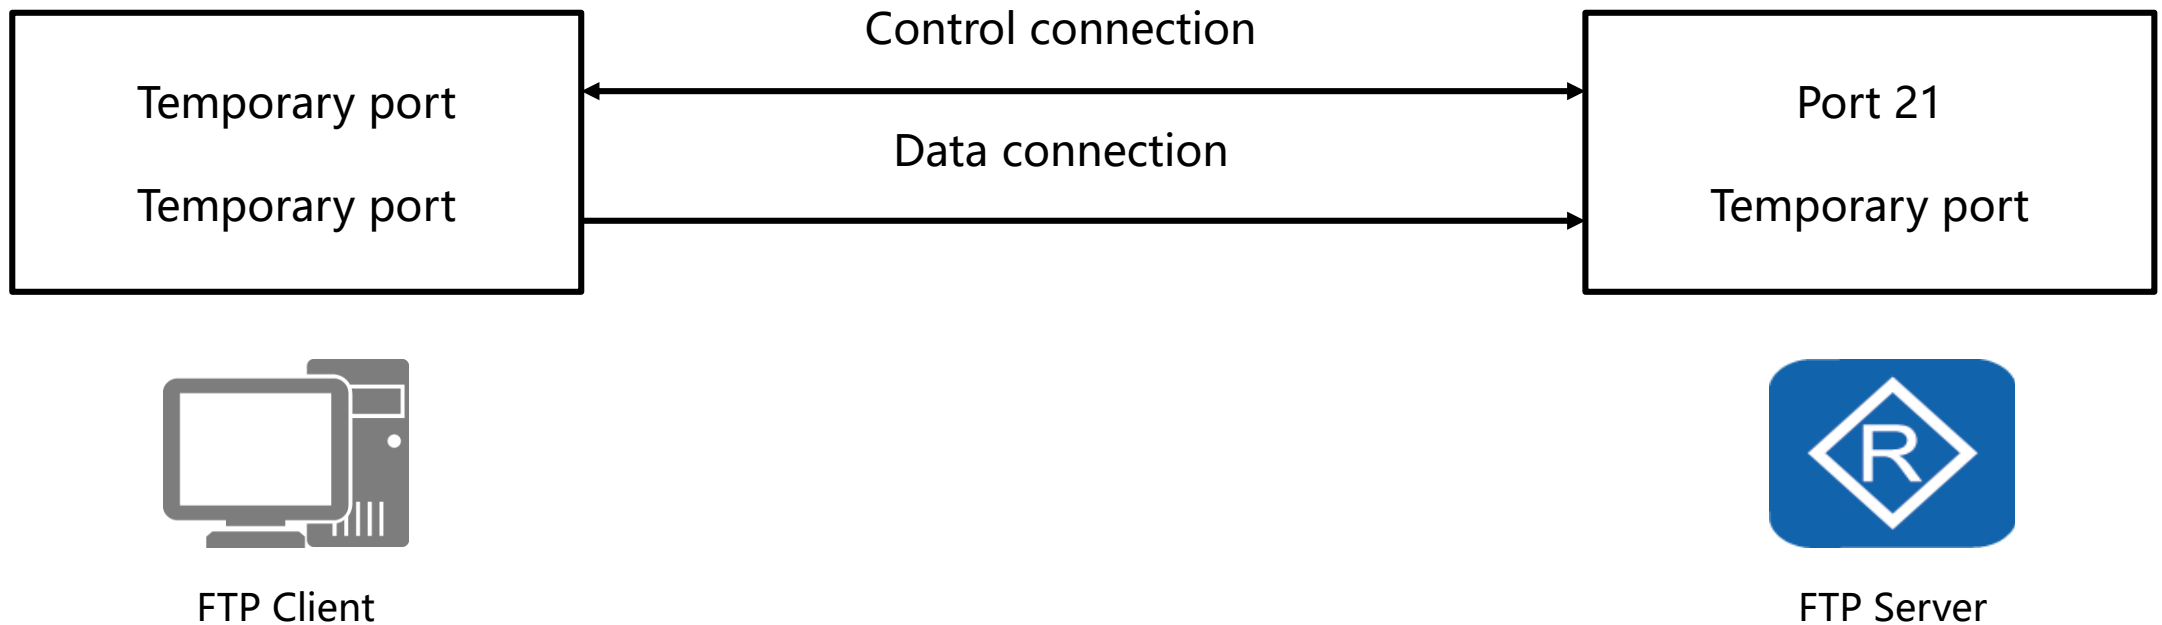 Control connection
Temporary port
Port 21
Data connection
Temporary port
Temporary port
R
FTP Client
FTP Server